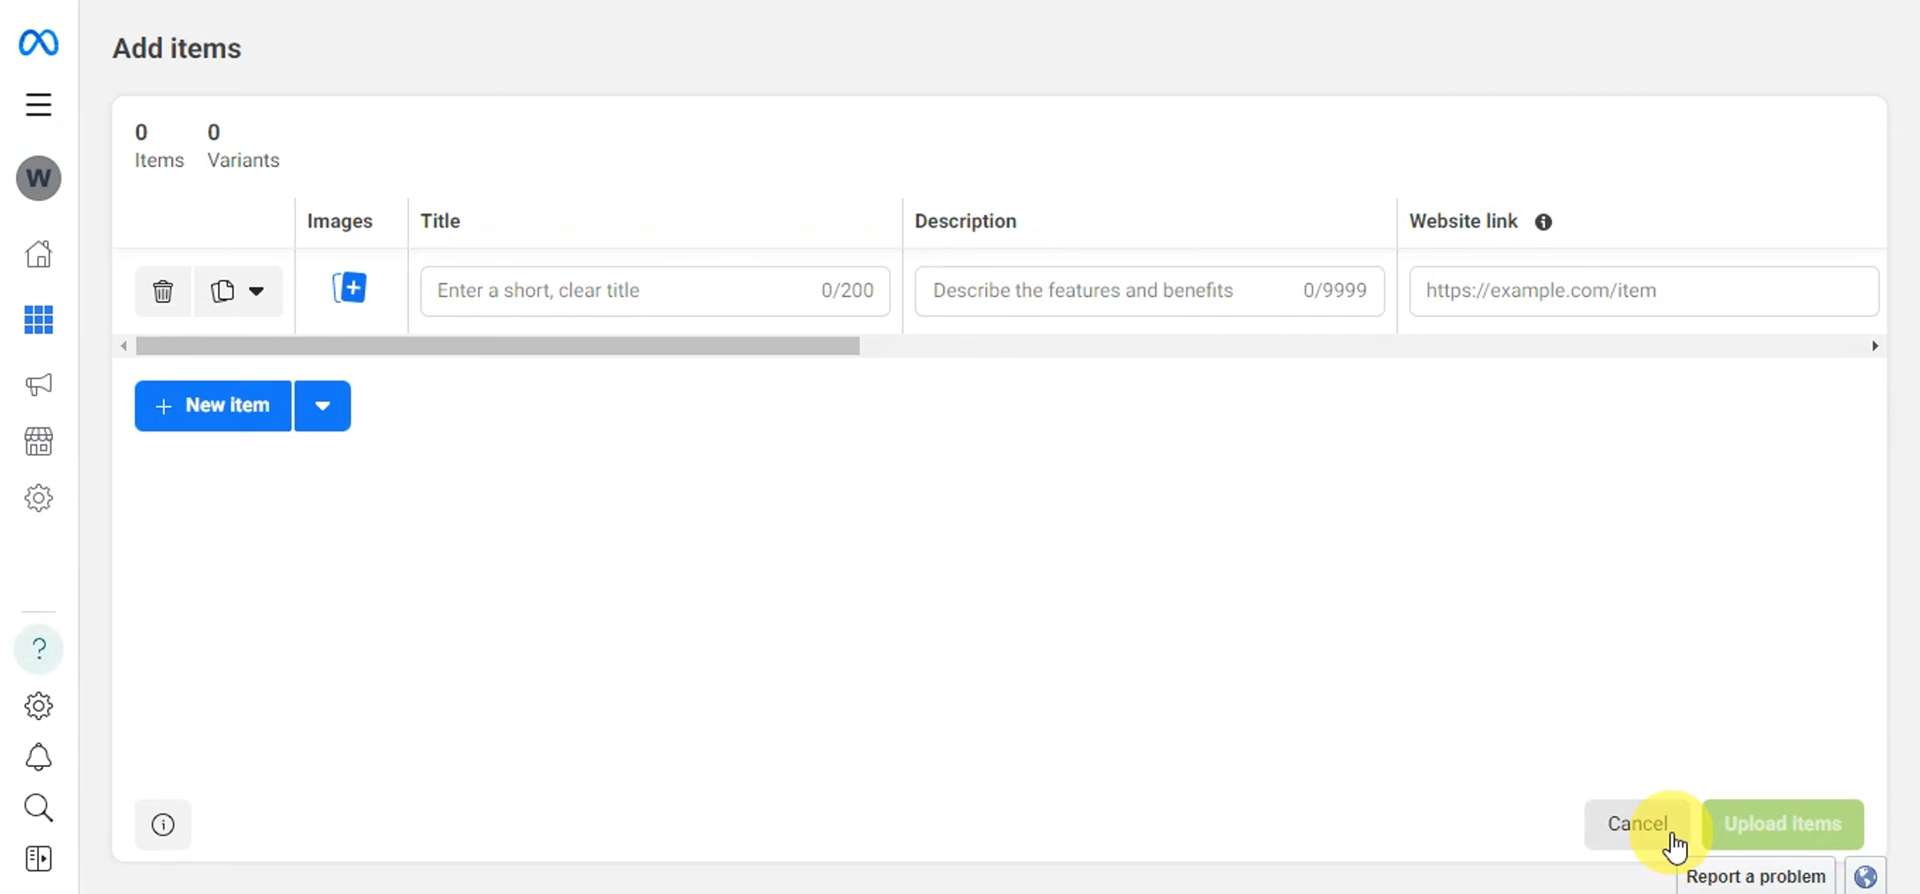 Add items
0 0
Items Variants
W
Images Title Description Website link
Enter a short, clear title 0/200 Describe the features and benefits 0/9999 https://example.com/item
+ New item
?
Cancel Upload items
Report a problem